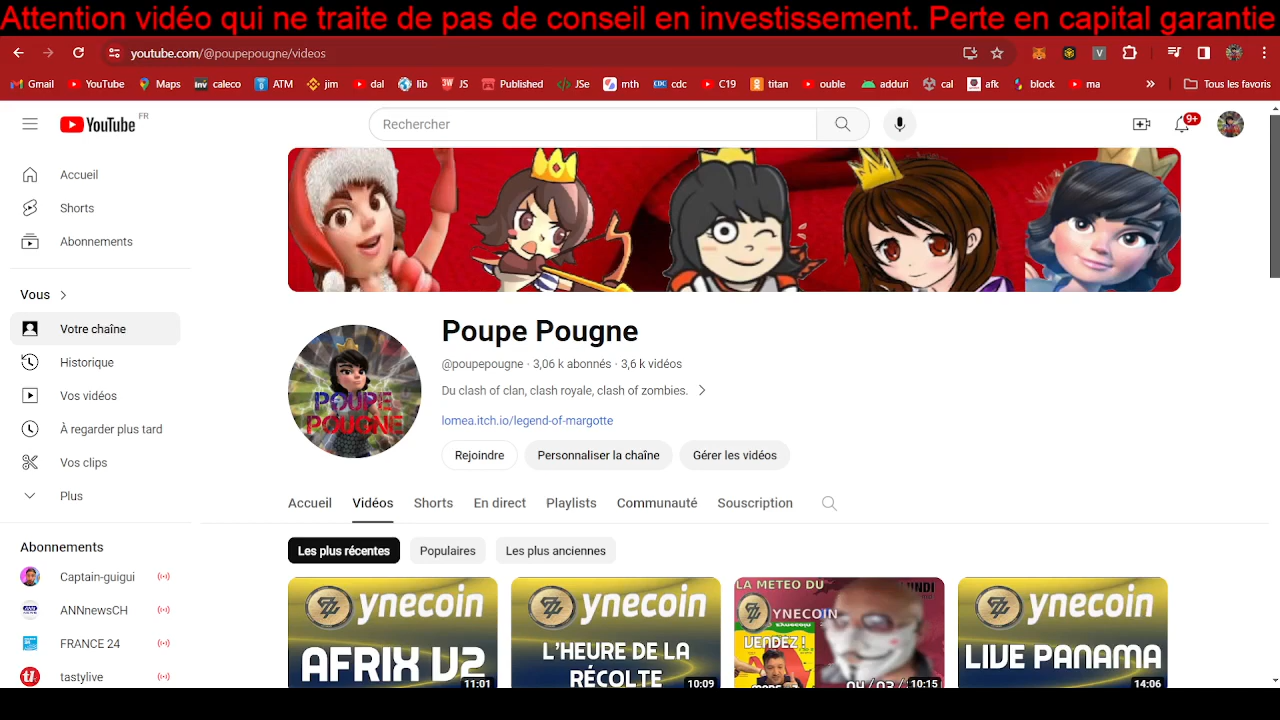 Attention vidéo qui ne traite de pas de conseil en investissement. Perte en capital garantie
youtube.com/@poupepougne/videos
Gmail YouTube Maps caleco ATM jim dal lib JS Published JSe mth cdc C19 titan ouble adduri cal afk block ma » Tous les favoris
YouTube FR
Rechercher
9+
Accueil
Shorts
Abonnements
Vous
Votre chaîne
Historique
Vos vidéos
À regarder plus tard
Vos clips
Plus
Abonnements
Captain-guigui
ANNnewsCH
FRANCE 24
tastylive
POUPE
POUGNE
Poupe Pougne
@poupepougne · 3,06 k abonnés · 3,6 k vidéos
Du clash of clan, clash royale, clash of zombies.
lomea.itch.io/legend-of-margotte
Rejoindre Personnaliser la chaîne Gérer les vidéos
Accueil Vidéos Shorts En direct Playlists Communauté Souscription
Les plus récentes Populaires Les plus anciennes
ynecoin
AFRIX V2
11:01
ynecoin
L'HEURE DE LA
RÉCOLTE
10:09
LA METEO DU
YNECOIN
VENDEZ !
10:15
ynecoin
LIVE PANAMA
14:06